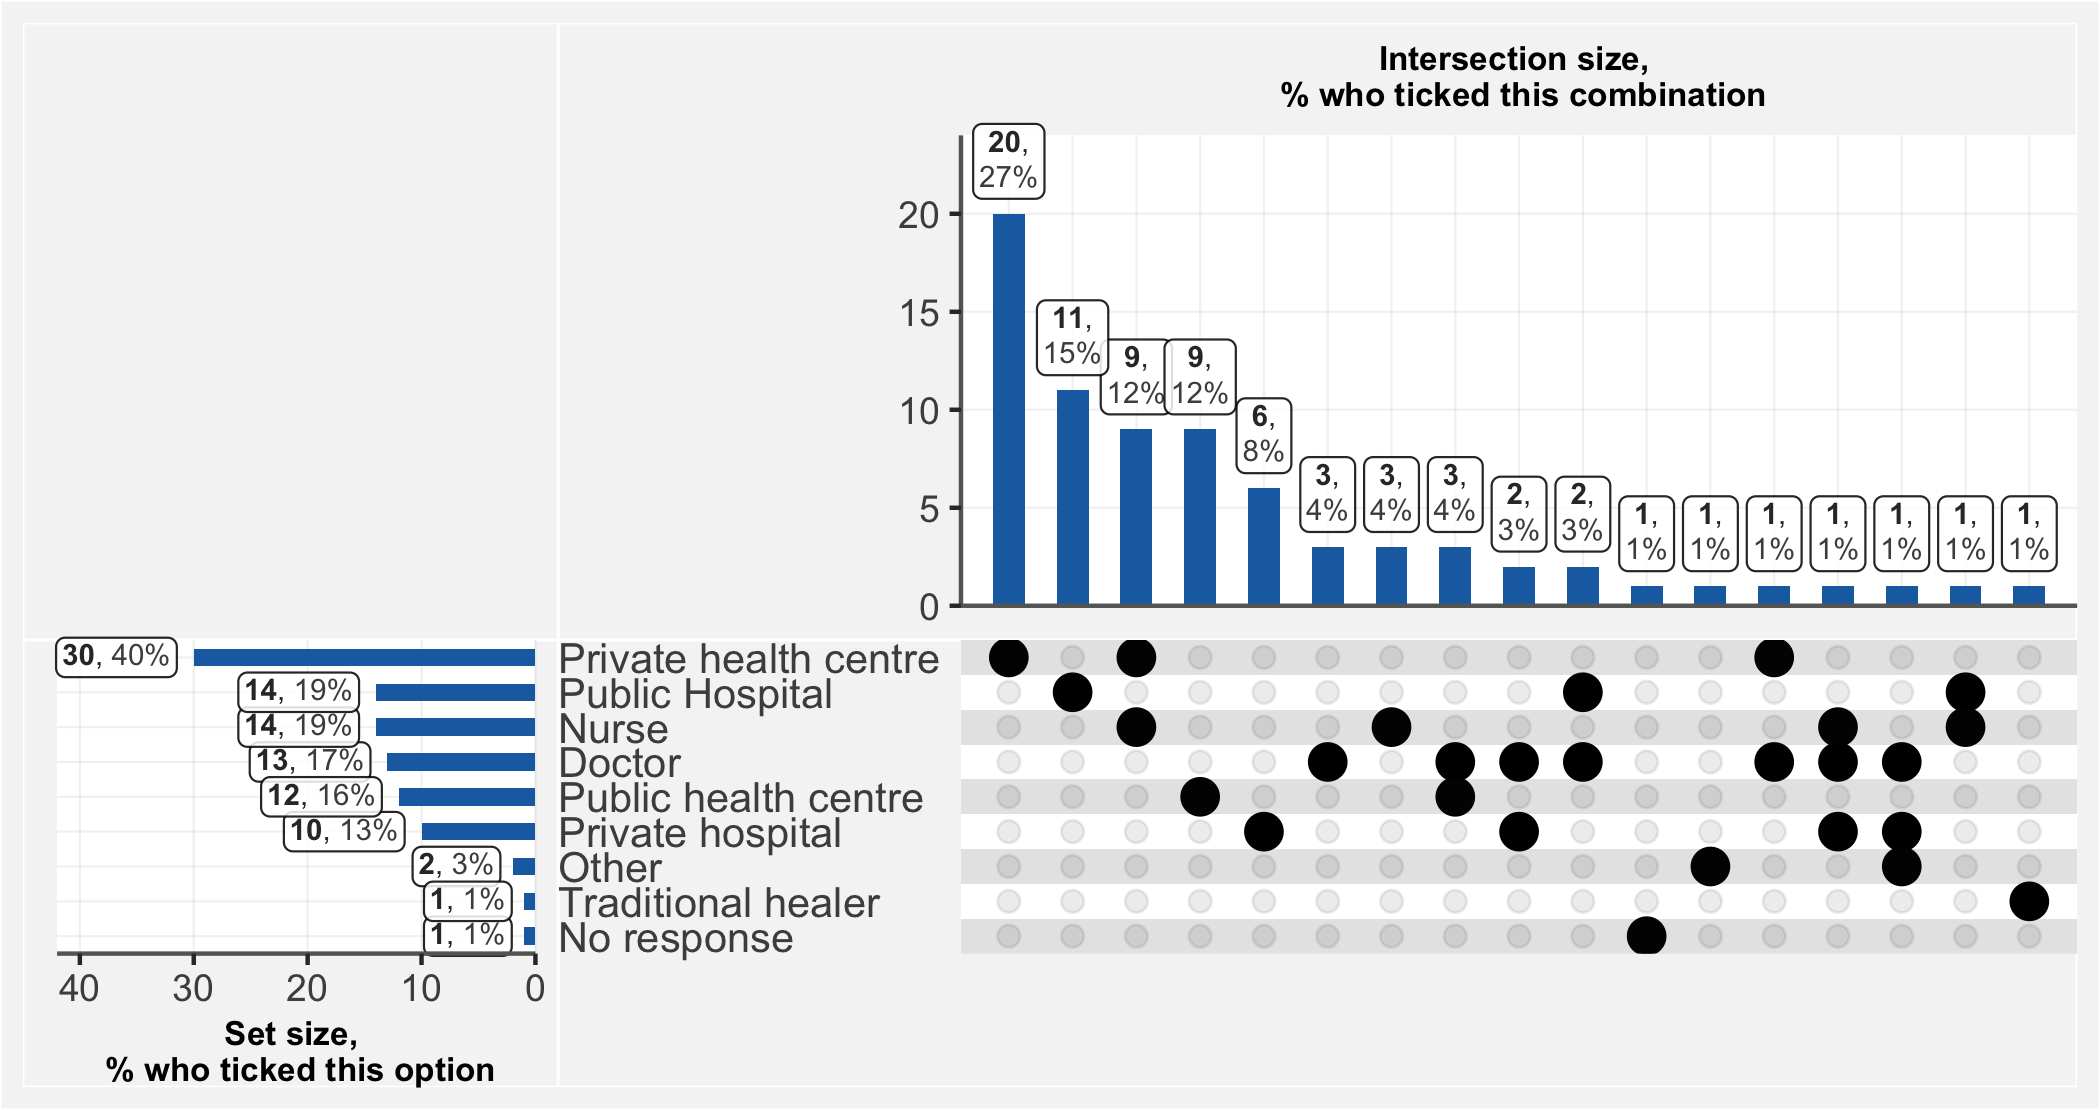 Intersection size,
% who ticked this combination
20,
27%
11,
15%
9,
12%
9,
12%
6,
8%
3,
4%
3,
4%
3,
4%
2,
3%
2,
3%
1,
1%
1,
1%
1,
1%
1,
1%
1,
1%
1,
1%
1,
1%
20
15
10
5
0
30, 40% Private health centre
14, 19% Public Hospital
14, 19% Nurse
13, 17% Doctor
12, 16% Public health centre
10, 13% Private hospital
2, 3% Other
1, 1% Traditional healer
1, 1% No response
40 30 20 10 0
Set size,
% who ticked this option